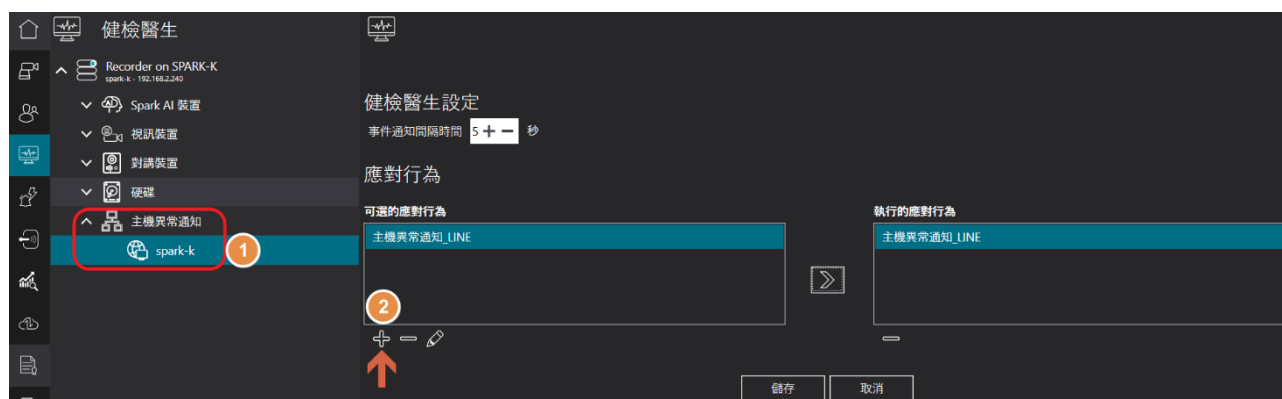 健檢醫生
Recorder on SPARK-K
spark-k - 192.168.2.240
Spark AI 裝置
視訊裝置
對講裝置
硬碟
主機異常通知
spark-k
1
健檢醫生設定
事件通知間隔時間 5 秒
應對行為
可選的應對行為
主機異常通知_LINE
2
執行的應對行為
主機異常通知_LINE
儲存
取消